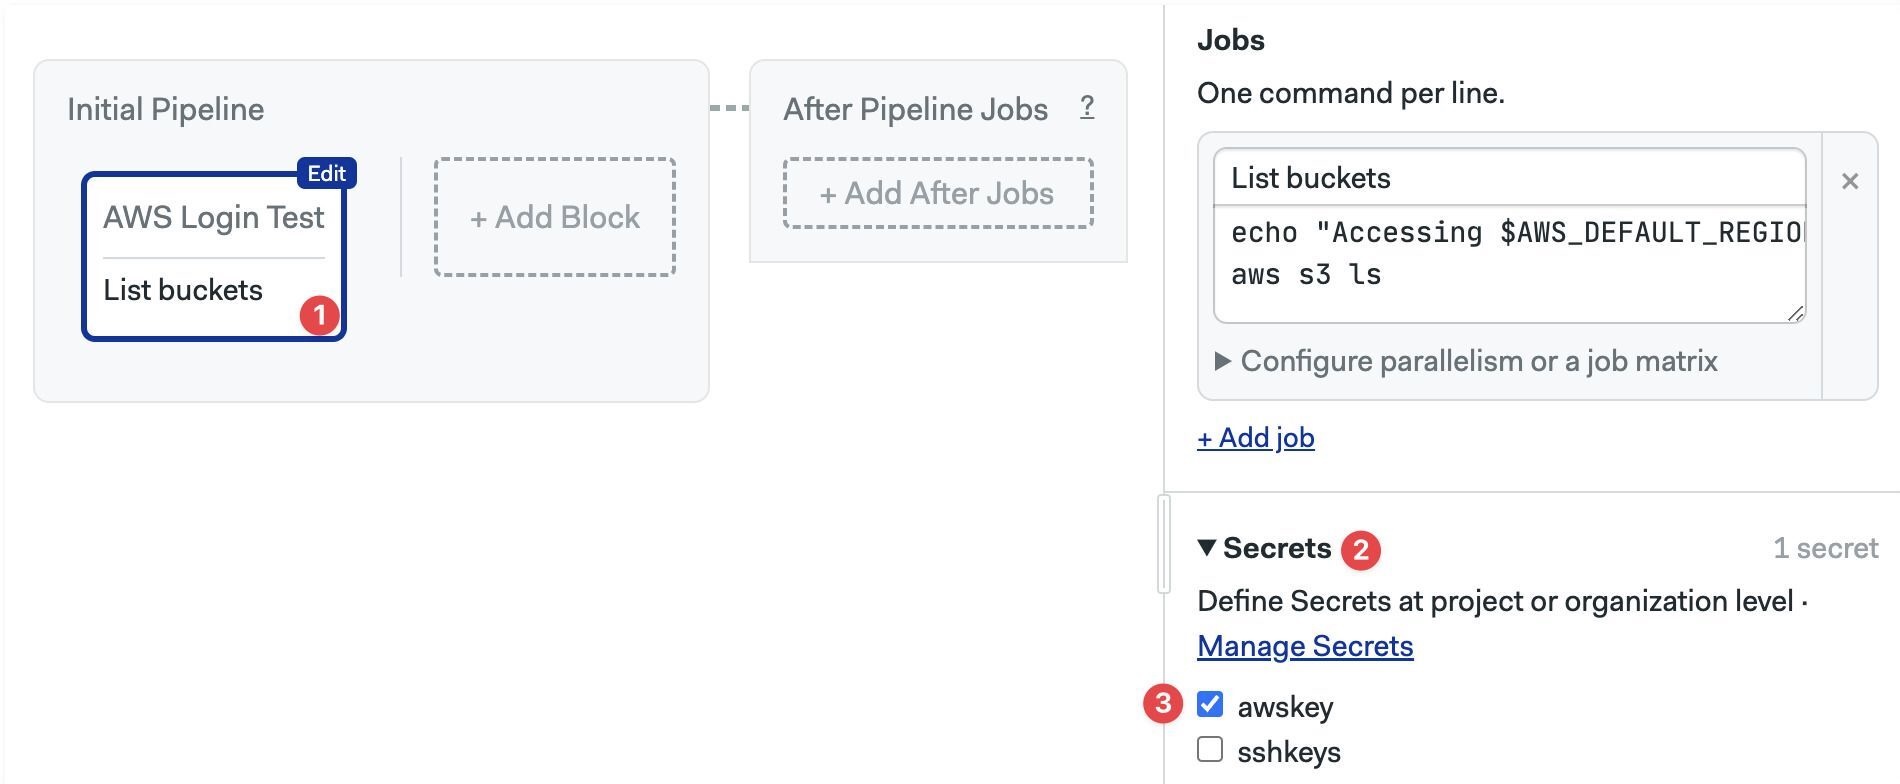 Initial Pipeline
Edit
AWS Login Test
List buckets
1
+ Add Block
After Pipeline Jobs ?
+ Add After Jobs
Jobs
One command per line.
List buckets
×
echo "Accessing $AWS_DEFAULT_REGIO
aws s3 ls
▶ Configure parallelism or a job matrix
+ Add job
▼ Secrets 2
1 secret
Define Secrets at project or organization level ·
Manage Secrets
3
awskey
sshkeys